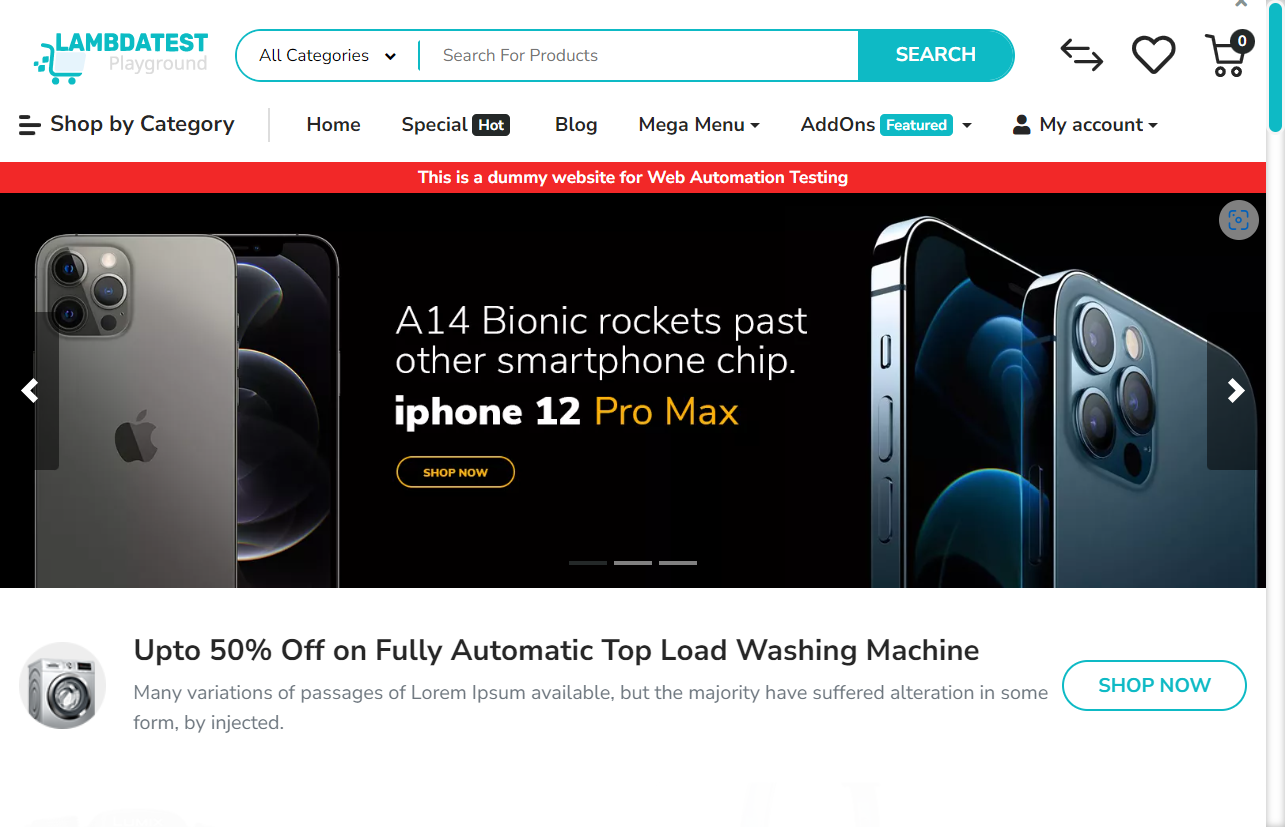 LAMBDATEST
Playground
All Categories
Search For Products
SEARCH
0
Shop by Category
Home
Special Hot
Blog
Mega Menu
AddOns Featured
My account
This is a dummy website for Web Automation Testing
A14 Bionic rockets past
other smartphone chip.
iphone 12 Pro Max
SHOP NOW
Upto 50% Off on Fully Automatic Top Load Washing Machine
Many variations of passages of Lorem Ipsum available, but the majority have suffered alteration in some
form, by injected.
SHOP NOW